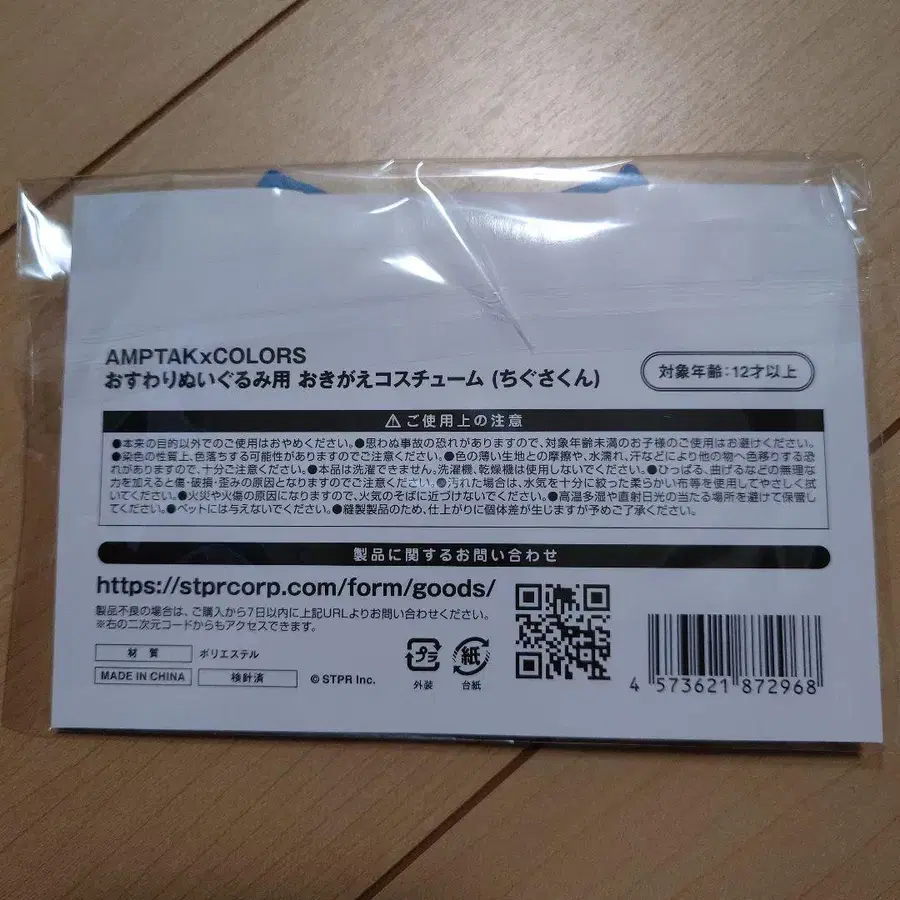 AMPTAK×COLORS
おすわりぬいぐるみ用 おきがえコスチューム (ちぐさくん)
対象年齢:12才以上
⚠ご使用上の注意
●本来の目的以外でのご使用はおやめください。●思わぬ事故の恐れがありますので、対象年齢未満のお子様のご使用はお避けください。
●染色の性質上、色落ちする可能性がありますのでご注意ください。●色の薄い生地との摩擦や、水濡れ、汗などにより他の物へ色移りする恐
れがありますので、十分ご注意ください。●本品は洗濯できません。洗濯機、乾燥機は使用しないでください。●ひっぱる、曲げるなどの無理な
力を加えると傷・破損・歪みの原因となりますのでご注意ください。●汚れた場合は、水気を十分に絞った柔らかい布等を使用してやさしく拭
いてください。●火災や火傷の原因になりますので、火気のそばに近づけないでください。●高温多湿や直射日光の当たる場所を避けて保管し
てください。●ペットには与えないでください。●縫製製品のため、仕上がりに個体差が生じますが予めご了承ください。
製品に関するお問い合わせ
https://stprcorp.com/form/goods/
製品不良の場合は、ご購入から7日以内に上記URLよりお問い合わせください。
※右の二次元コードからもアクセスできます。
材質 ポリエステル
MADE IN CHINA 検針済 © STPR Inc.
プラ 紙
外装 台紙
4 573621 872968